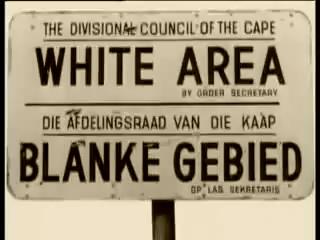 THE DIVISIONAL COUNCIL OF THE CAPE
WHITE AREA
BY ORDER SECRETARY
DIE AFDELINGSRAAD VAN DIE KAAP
BLANKE GEBIED
OP LAS SEKRETARIS